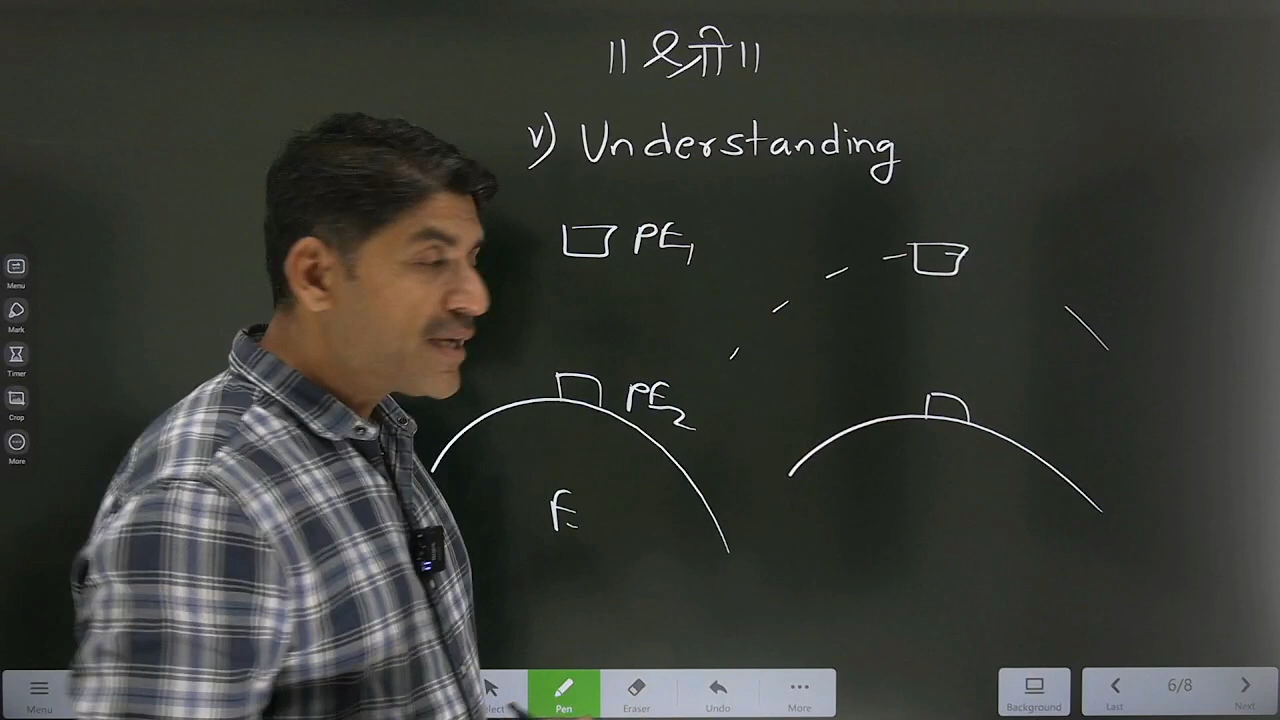 ॥ श्री ॥
v) Understanding
PE1
PE2
E
Menu
Mark
Timer
Crop
More
Menu
Pen
Eraser
Undo
More
Background
Last
6/8
Next